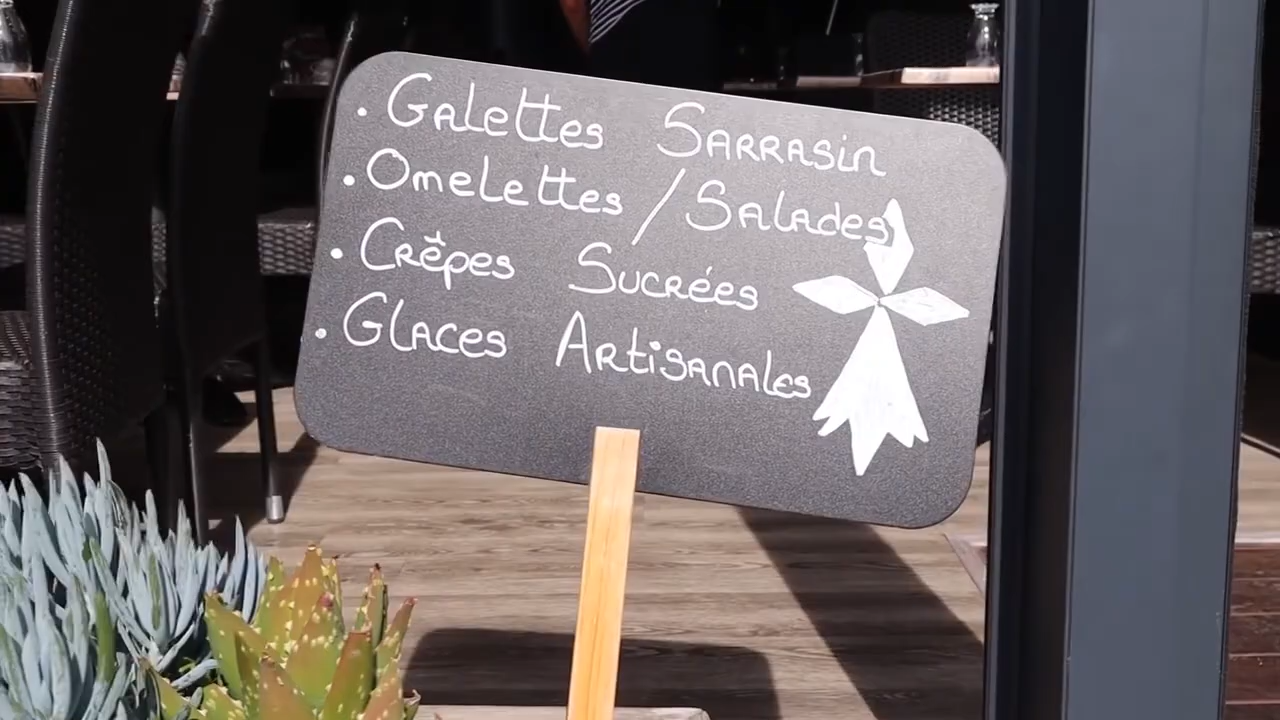 . Galettes Sarrasin
. Omelettes / Salades
. Crêpes Sucrées
. Glaces Artisanales